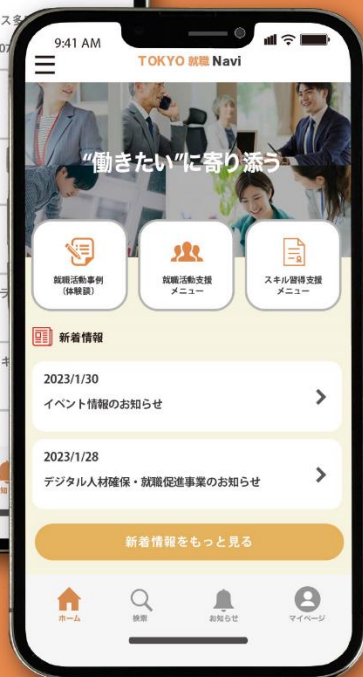 9:41 AM
TOKYO 就職 Navi
“働きたい”に寄り添う
就職活動事例
(体験談)
就職活動支援
メニュー
スキル習得支援
メニュー
新着情報
2023/1/30
イベント情報のお知らせ
2023/1/28
デジタル人材確保・就職促進事業のお知らせ
新着情報をもっと見る
ホーム
検索
お知らせ
マイページ